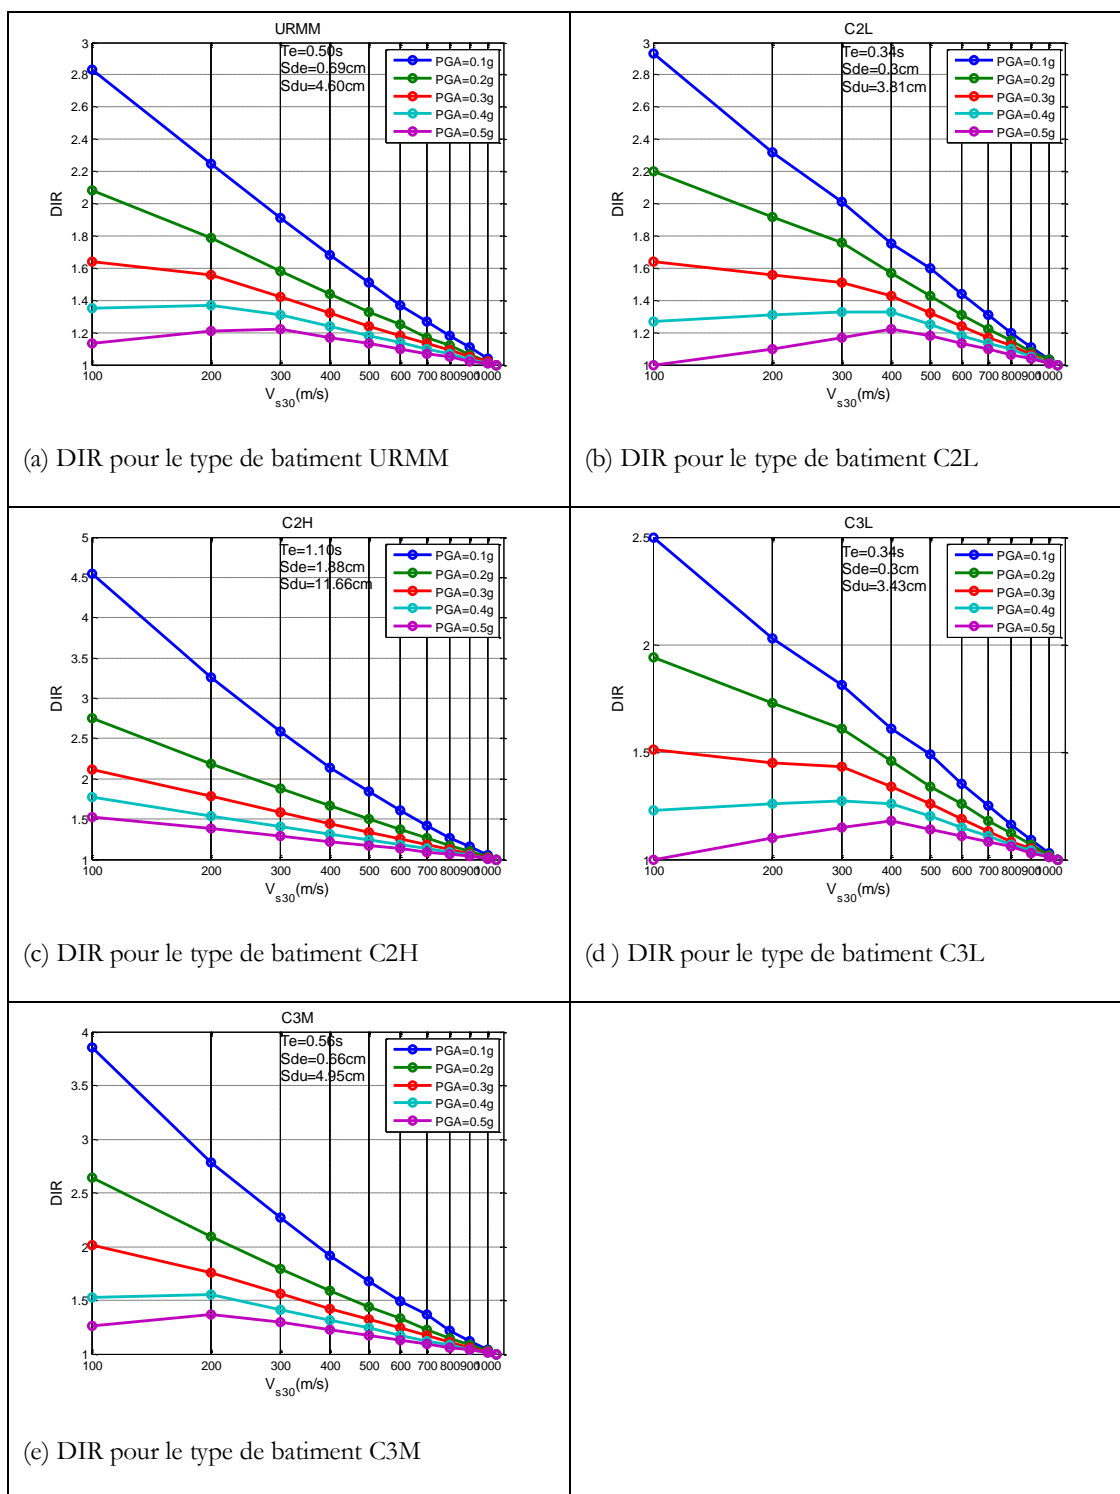 URMM
Te=0.50s
Sde=0.69cm
Sdu=4.60cm
PGA=0.1g
PGA=0.2g
PGA=0.3g
PGA=0.4g
PGA=0.5g
3
2.8
2.6
2.4
2.2
2
1.8
1.6
1.4
1.2
1
DIR
100 200 300 400 500 600 700 800 900 1000
Vs30(m/s)
(a) DIR pour le type de batiment URMM
C2L
Te=0.34s
Sde=0.3cm
Sdu=3.81cm
PGA=0.1g
PGA=0.2g
PGA=0.3g
PGA=0.4g
PGA=0.5g
3
2.8
2.6
2.4
2.2
2
1.8
1.6
1.4
1.2
1
DIR
100 200 300 400 500 600 700 800 900 1000
Vs30(m/s)
(b) DIR pour le type de batiment C2L
C2H
Te=1.10s
Sde=1.88cm
Sdu=11.66cm
PGA=0.1g
PGA=0.2g
PGA=0.3g
PGA=0.4g
PGA=0.5g
5
4.5
4
3.5
3
2.5
2
1.5
1
DIR
100 200 300 400 500 600 700 800 900 1000
Vs30(m/s)
(c) DIR pour le type de batiment C2H
C3L
Te=0.34s
Sde=0.3cm
Sdu=3.43cm
PGA=0.1g
PGA=0.2g
PGA=0.3g
PGA=0.4g
PGA=0.5g
2.5
2
1.5
1
DIR
100 200 300 400 500 600 700 800 900 1000
Vs30(m/s)
(d ) DIR pour le type de batiment C3L
C3M
Te=0.56s
Sde=0.66cm
Sdu=4.95cm
PGA=0.1g
PGA=0.2g
PGA=0.3g
PGA=0.4g
PGA=0.5g
4
3.5
3
2.5
2
1.5
1
DIR
100 200 300 400 500 600 700 800 900 1000
Vs30(m/s)
(e) DIR pour le type de batiment C3M